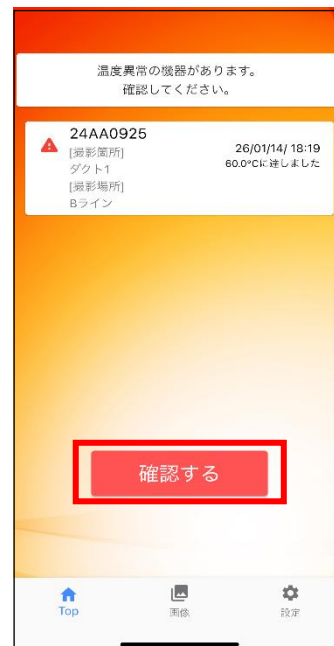 温度異常の機器があります。
確認してください。
24AA0925
[撮影箇所]
ダクト1
[撮影場所]
Bライン
26/01/14/ 18:19
60.0°Cに達しました
確認する
Top
画像
設定